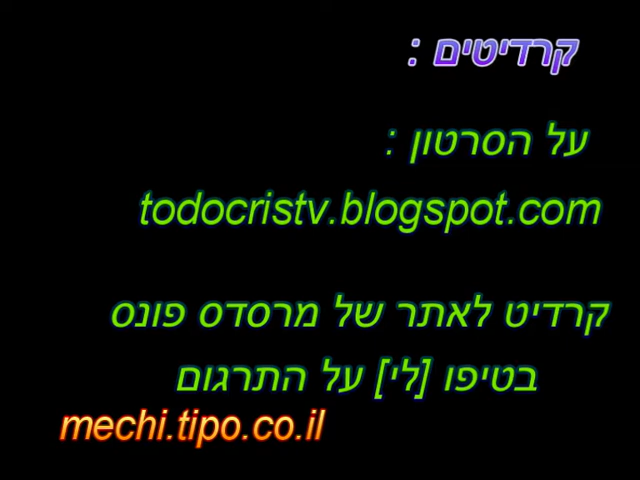 קרדיטים :
על הסרטון :
todocristv.blogspot.com
קרדיט לאתר של מרסדס פונס
בטיפו [לי] על התרגום
mechi.tipo.co.il